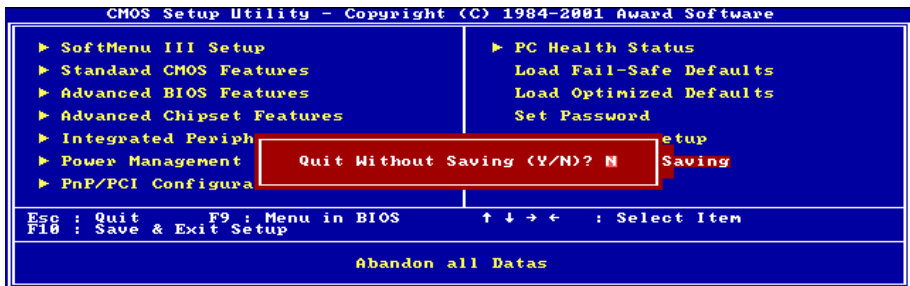 CMOS Setup Utility - Copyright (C) 1984-2001 Award Software
► SoftMenu III Setup
► Standard CMOS Features
► Advanced BIOS Features
► Advanced Chipset Features
► Integrated Periph
► Power Management
► PnP/PCI Configura
► PC Health Status
Load Fail-Safe Defaults
Load Optimized Defaults
Set Password
etup
Saving
Quit Without Saving (Y/N)? N
Esc : Quit F9 : Menu in BIOS ↑ ↓ → ← : Select Item
F10 : Save & Exit Setup
Abandon all Datas